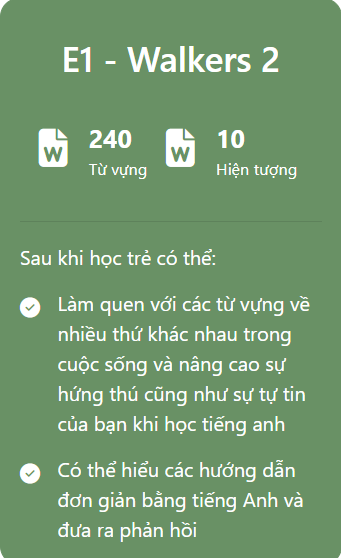 E1 - Walkers 2
240
Từ vựng
10
Hiện tượng
Sau khi học trẻ có thể:
Làm quen với các từ vựng về
nhiều thứ khác nhau trong
cuộc sống và nâng cao sự
hứng thú cũng như sự tự tin
của bạn khi học tiếng anh
Có thể hiểu các hướng dẫn
đơn giản bằng tiếng Anh và
đưa ra phản hồi